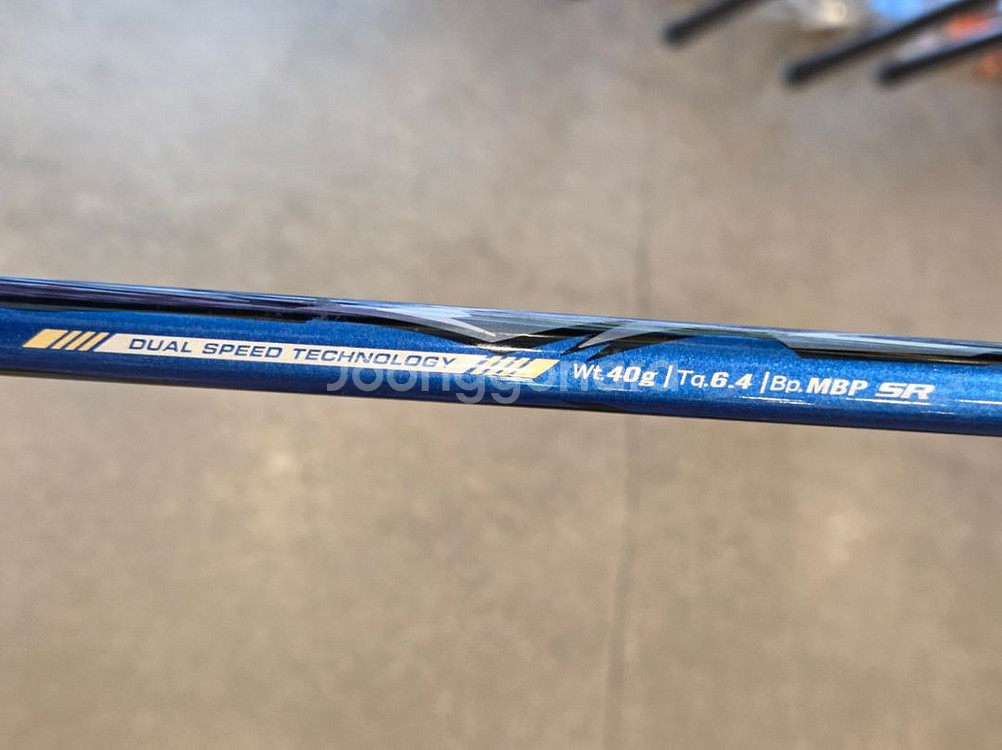 DUAL SPEED TECHNOLOGY Wt.40g | Tq.6.4 | Bp.MBP SR